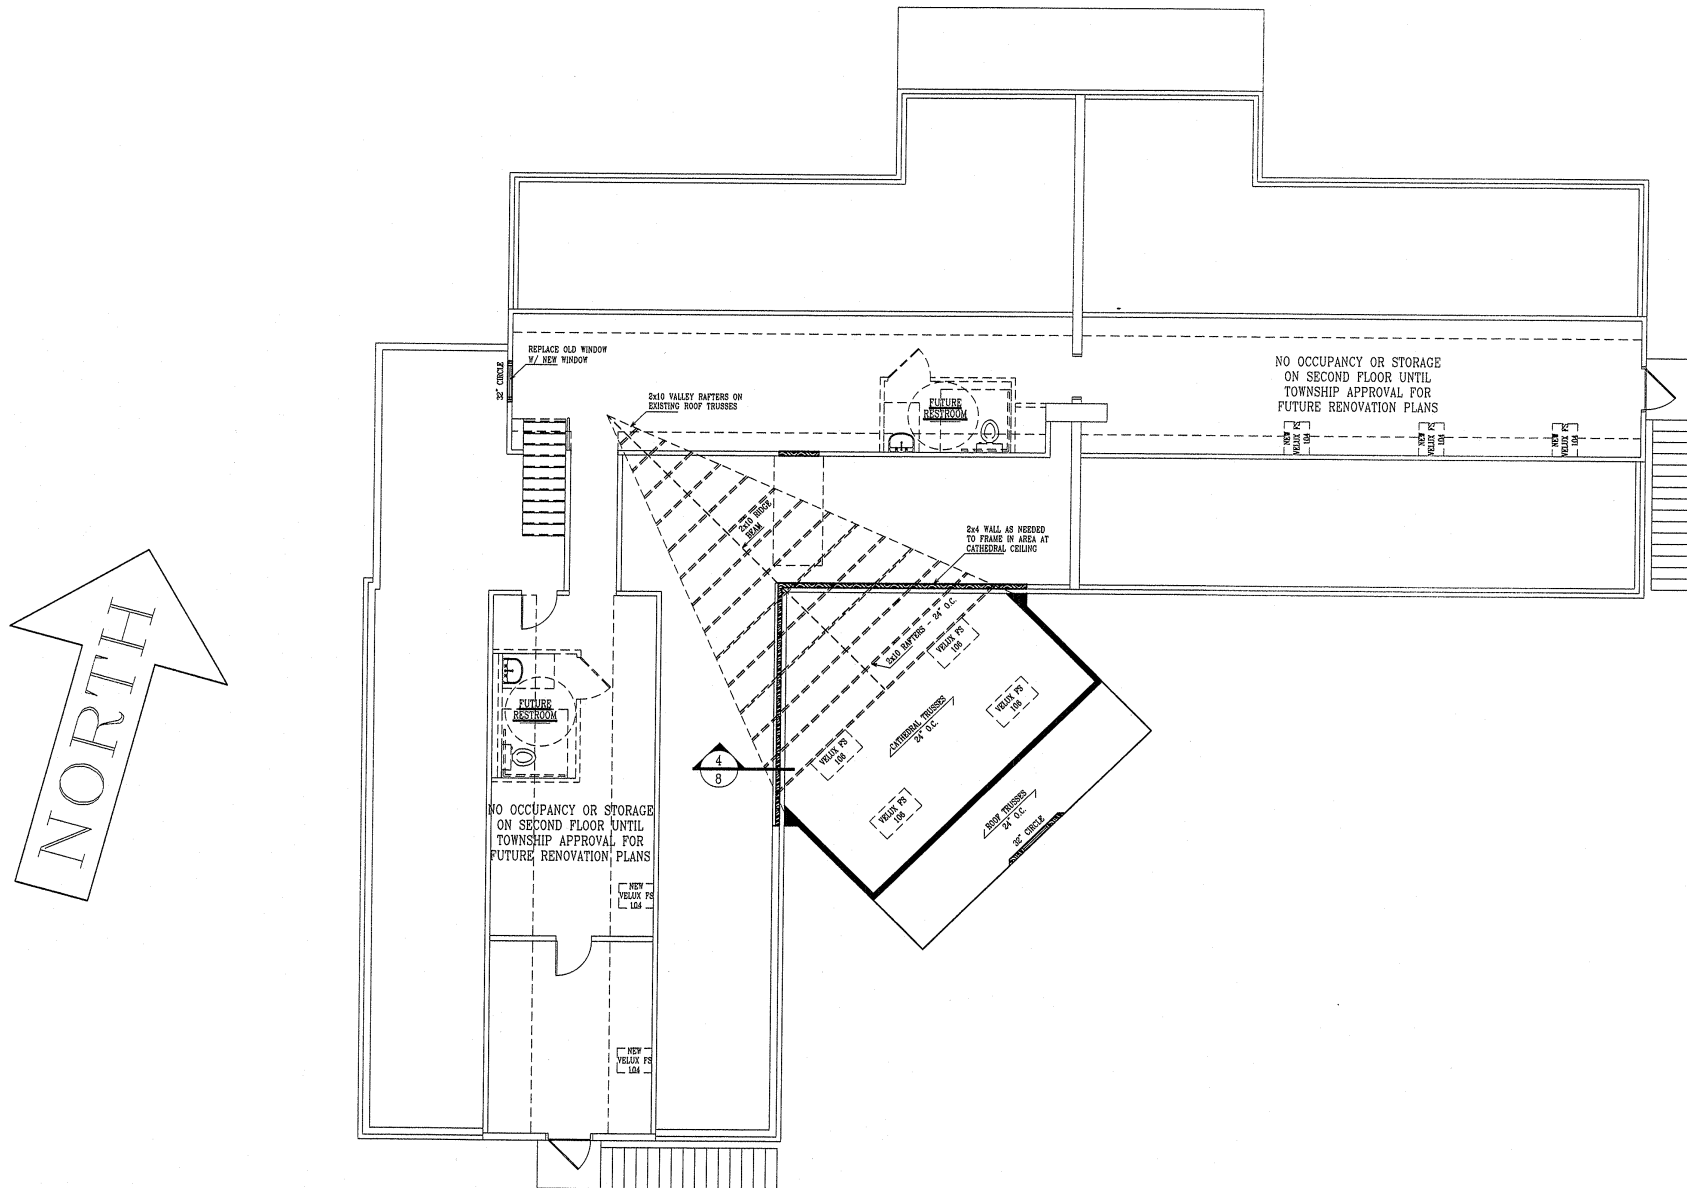 REPLACE OLD WINDOW
W/ NEW WINDOW
32" CIRCLE
2x10 VALLEY RAFTERS ON
EXISTING ROOF TRUSSES
FUTURE
RESTROOM
NO OCCUPANCY OR STORAGE
ON SECOND FLOOR UNTIL
TOWNSHIP APPROVAL FOR
FUTURE RENOVATION PLANS
NEW
VELUX FS
104
NEW
VELUX FS
104
NEW
VELUX FS
104
2x10 RIDGE
BEAM
2x4 WALL AS NEEDED
TO FRAME IN AREA AT
CATHEDRAL CEILING
2x10 RAFTERS - 24" O.C.
VELUX FS
106
VELUX FS
106
CATHEDRAL TRUSSES
24" O.C.
VELUX FS
106
VELUX FS
106
ROOF TRUSSES
24" O.C.
32" CIRCLE
4
8
NORTH
FUTURE
RESTROOM
NO OCCUPANCY OR STORAGE
ON SECOND FLOOR UNTIL
TOWNSHIP APPROVAL FOR
FUTURE RENOVATION PLANS
NEW
VELUX FS
104
NEW
VELUX FS
104